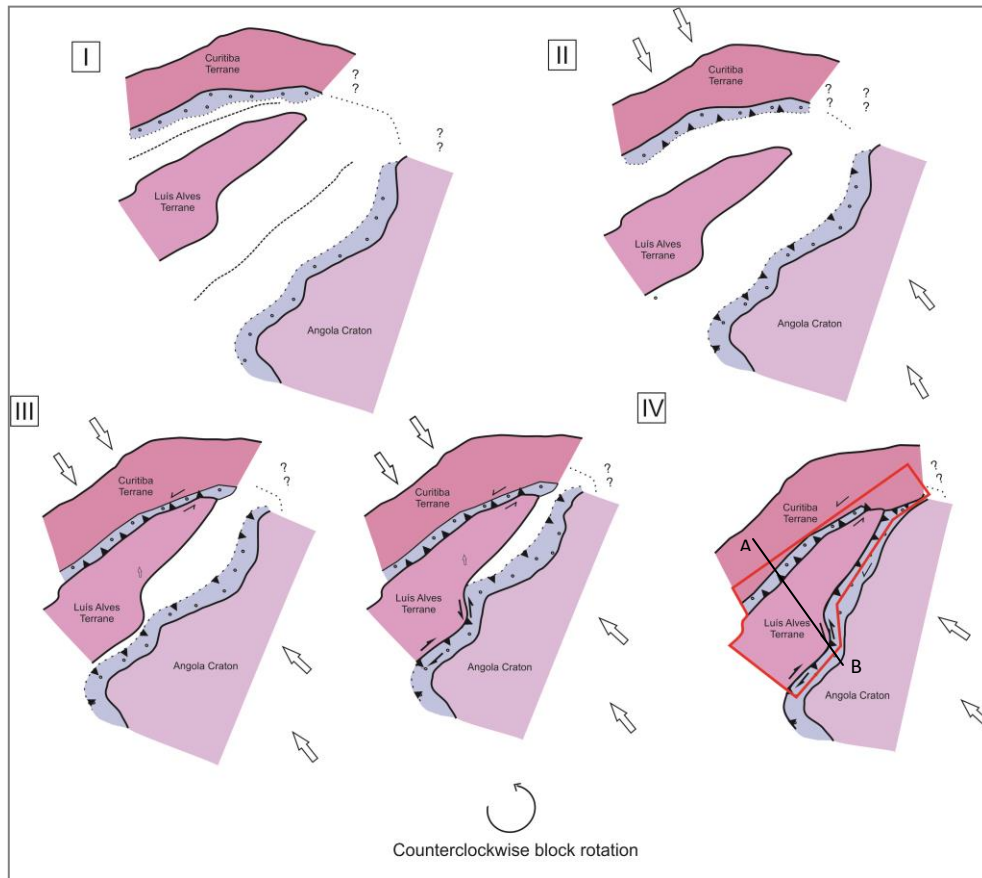 I
Curitiba
Terrane
?
?
?
?
Luís Alves
Terrane
Angola Craton
II
Curitiba
Terrane
?
?
?
?
Luís Alves
Terrane
Angola Craton
III
Curitiba
Terrane
?
?
Luís Alves
Terrane
Angola Craton
Curitiba
Terrane
?
?
Luís Alves
Terrane
Angola Craton
IV
Curitiba
Terrane
?
?
A
Luís Alves
Terrane
B
Angola Craton
Counterclockwise block rotation